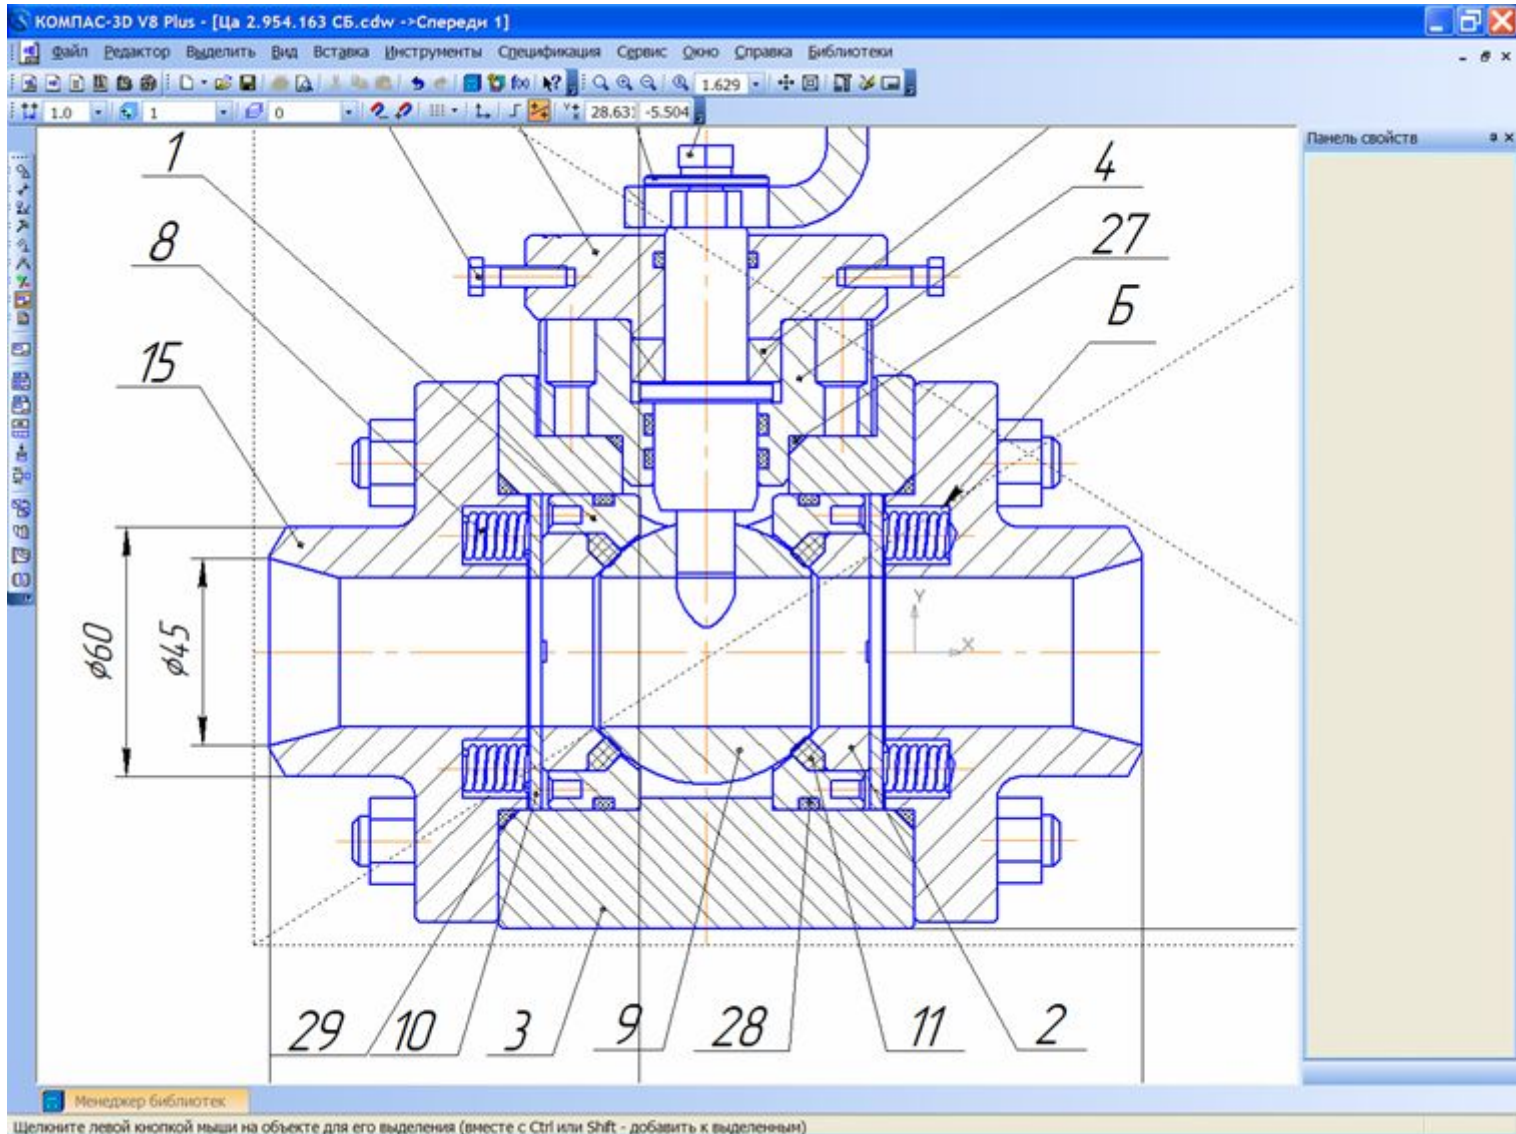 КОМПАС-3D V8 Plus - [Ца 2.954.163 СБ.cdw ->Спереди 1]
Файл Редактор Выделить Вид Вставка Инструменты Спецификация Сервис Окно Справка Библиотеки
1.629
1.0 1 0 28.631 -5.504
Панель свойств
1
4
8
27
Б
15
Y
X
ø60
ø45
29 10 3 9 28 11 2
Менеджер библиотек
Щелкните левой кнопкой мыши на объекте для его выделения (вместе с Ctrl или Shift - добавить к выделенным)